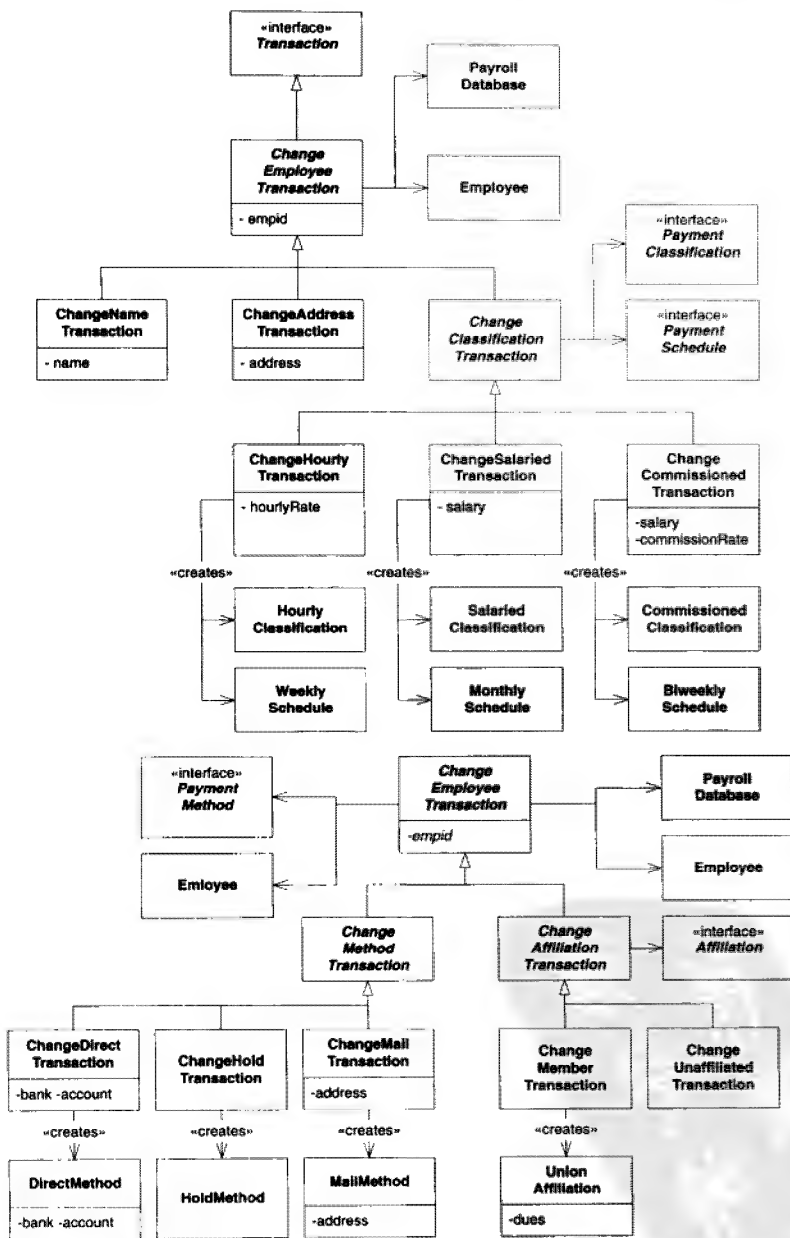 «interface»
Transaction
Payroll
Database
Change
Employee
Transaction
- empid
Employee
«interface»
Payment
Classification
ChangeName
Transaction
- name
ChangeAddress
Transaction
- address
Change
Classification
Transaction
«interface»
Payment
Schedule
ChangeHourly
Transaction
- hourlyRate
ChangeSalaried
Transaction
- salary
Change
Commissioned
Transaction
-salary
-commissionRate
«creates»
«creates»
«creates»
Hourly
Classification
Salaried
Classification
Commissioned
Classification
Weekly
Schedule
Monthly
Schedule
Biweekly
Schedule
«interface»
Payment
Method
Change
Employee
Transaction
-empid
Payroll
Database
Emloyee
Employee
Change
Method
Transaction
Change
Affiliation
Transaction
«interface»
Affiliation
ChangeDirect
Transaction
-bank -account
ChangeHold
Transaction
ChangeMail
Transaction
-address
Change
Member
Transaction
Change
Unaffiliated
Transaction
«creates»
«creates»
«creates»
«creates»
DirectMethod
-bank -account
HoldMethod
MailMethod
-address
Union
Affiliation
-dues